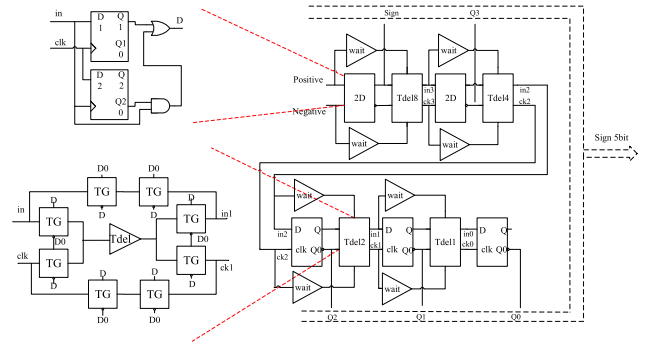 in
D Q
1 1
Q1
0
clk
D Q
2 2
Q2
0
D
Sign
Q3
wait
wait
Positive
Negative
2D
Tdel8
in3
ck3
2D
Tdel4
in2
ck2
wait
wait
Sign 5bit
D0 D0
TG TG
in
D D D D
TG
TG
in1
D0
Tdel
D0
clk
TG
TG
ck1
D D D D
TG TG
D0 D0
wait
wait
in2
ck2
D Q
clk Q0
Tdel2
in1
ck1
D Q
clk Q0
Tdel1
in0
ck0
D Q
clk Q0
wait
wait
Q2
Q1
Q0